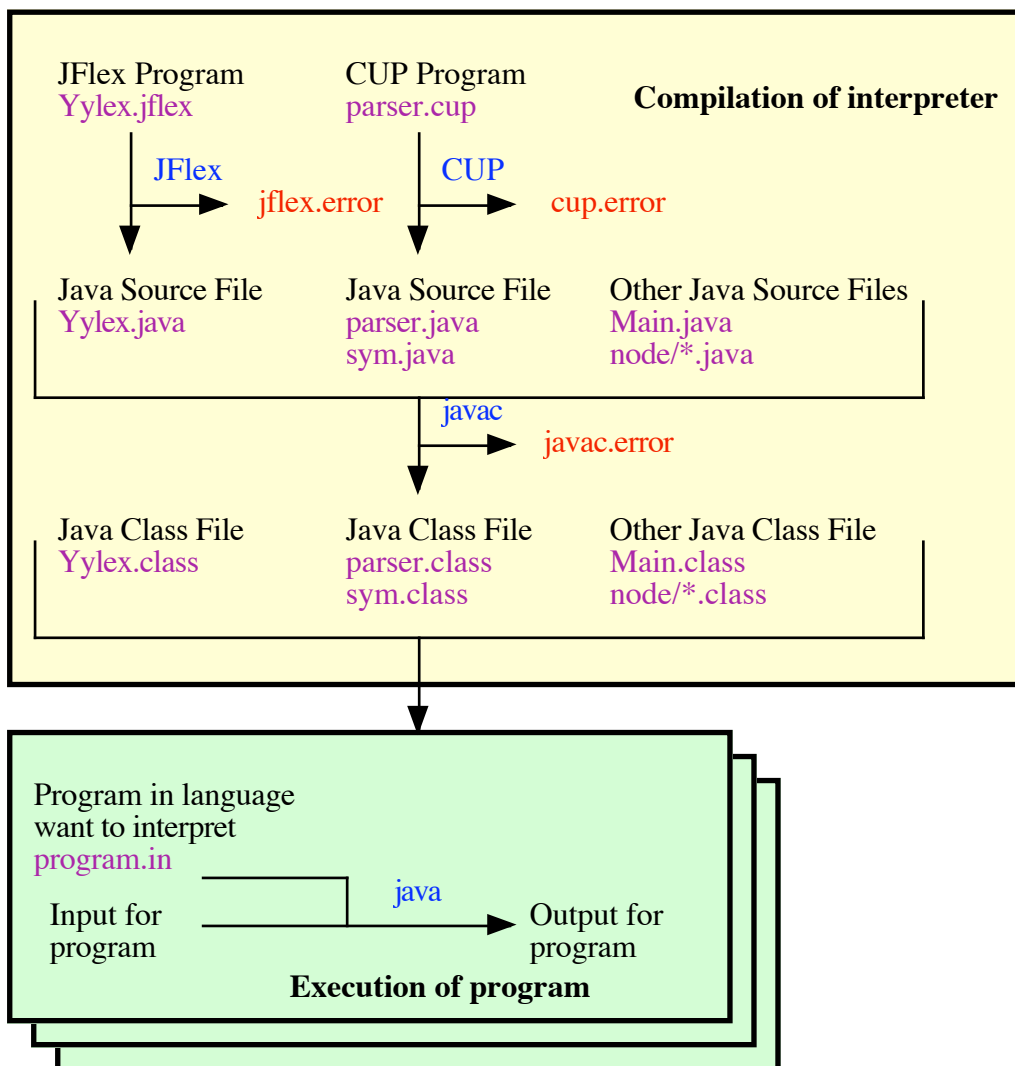 JFlex Program
Yylex.jflex
CUP Program
parser.cup
Compilation of interpreter
JFlex
jflex.error
CUP
cup.error
Java Source File
Yylex.java
Java Source File
parser.java
sym.java
Other Java Source Files
Main.java
node/*.java
javac
javac.error
Java Class File
Yylex.class
Java Class File
parser.class
sym.class
Other Java Class File
Main.class
node/*.class
Program in language
want to interpret
program.in
java
Input for
program
Output for
program
Execution of program